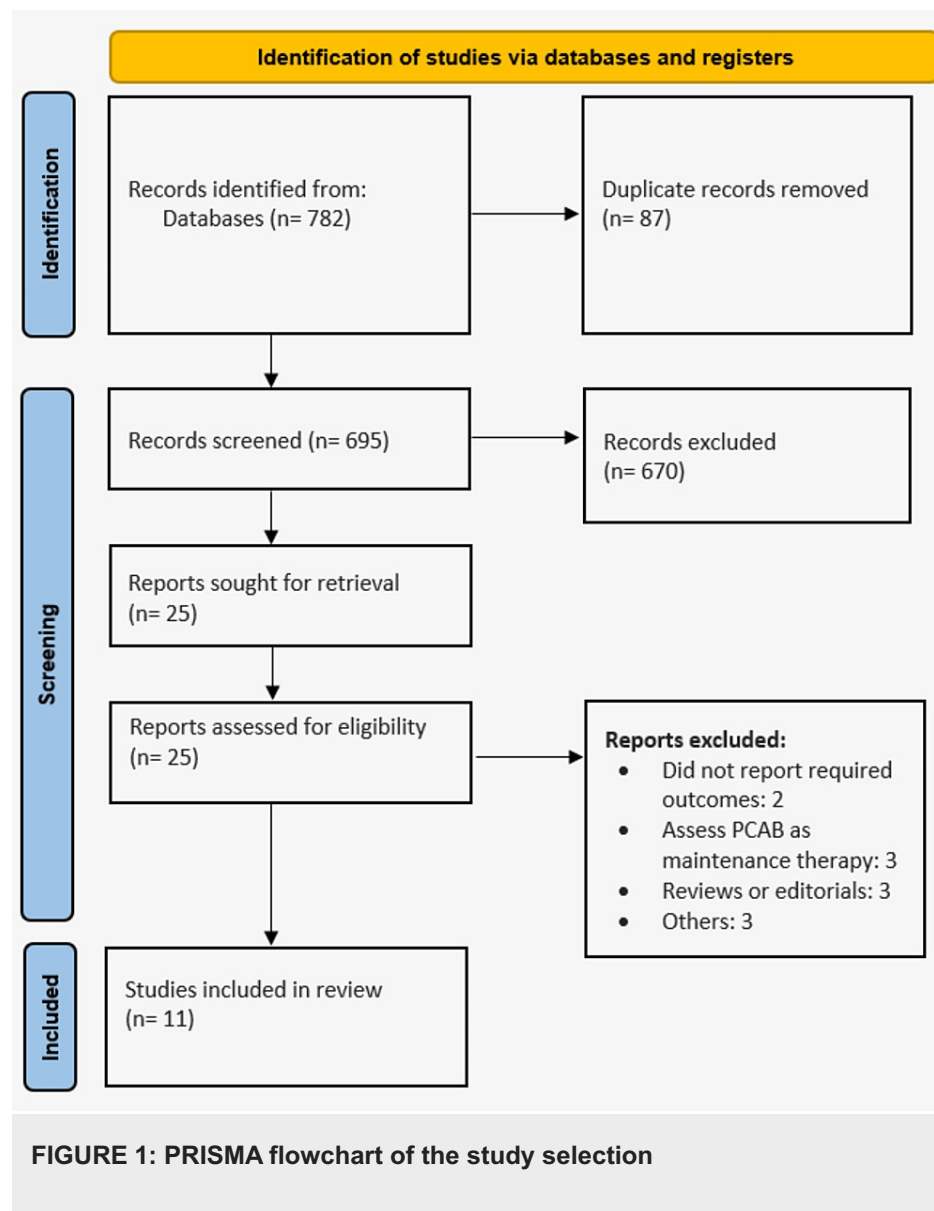 Identification of studies via databases and registers
Identification
Records identified from:
Databases (n= 782)
Duplicate records removed
(n= 87)
Screening
Records screened (n= 695)
Records excluded
(n= 670)
Reports sought for retrieval
(n= 25)
Reports assessed for eligibility
(n= 25)
Reports excluded:
• Did not report required
outcomes: 2
• Assess PCAB as
maintenance therapy: 3
• Reviews or editorials: 3
• Others: 3
Included
Studies included in review
(n= 11)
FIGURE 1: PRISMA flowchart of the study selection